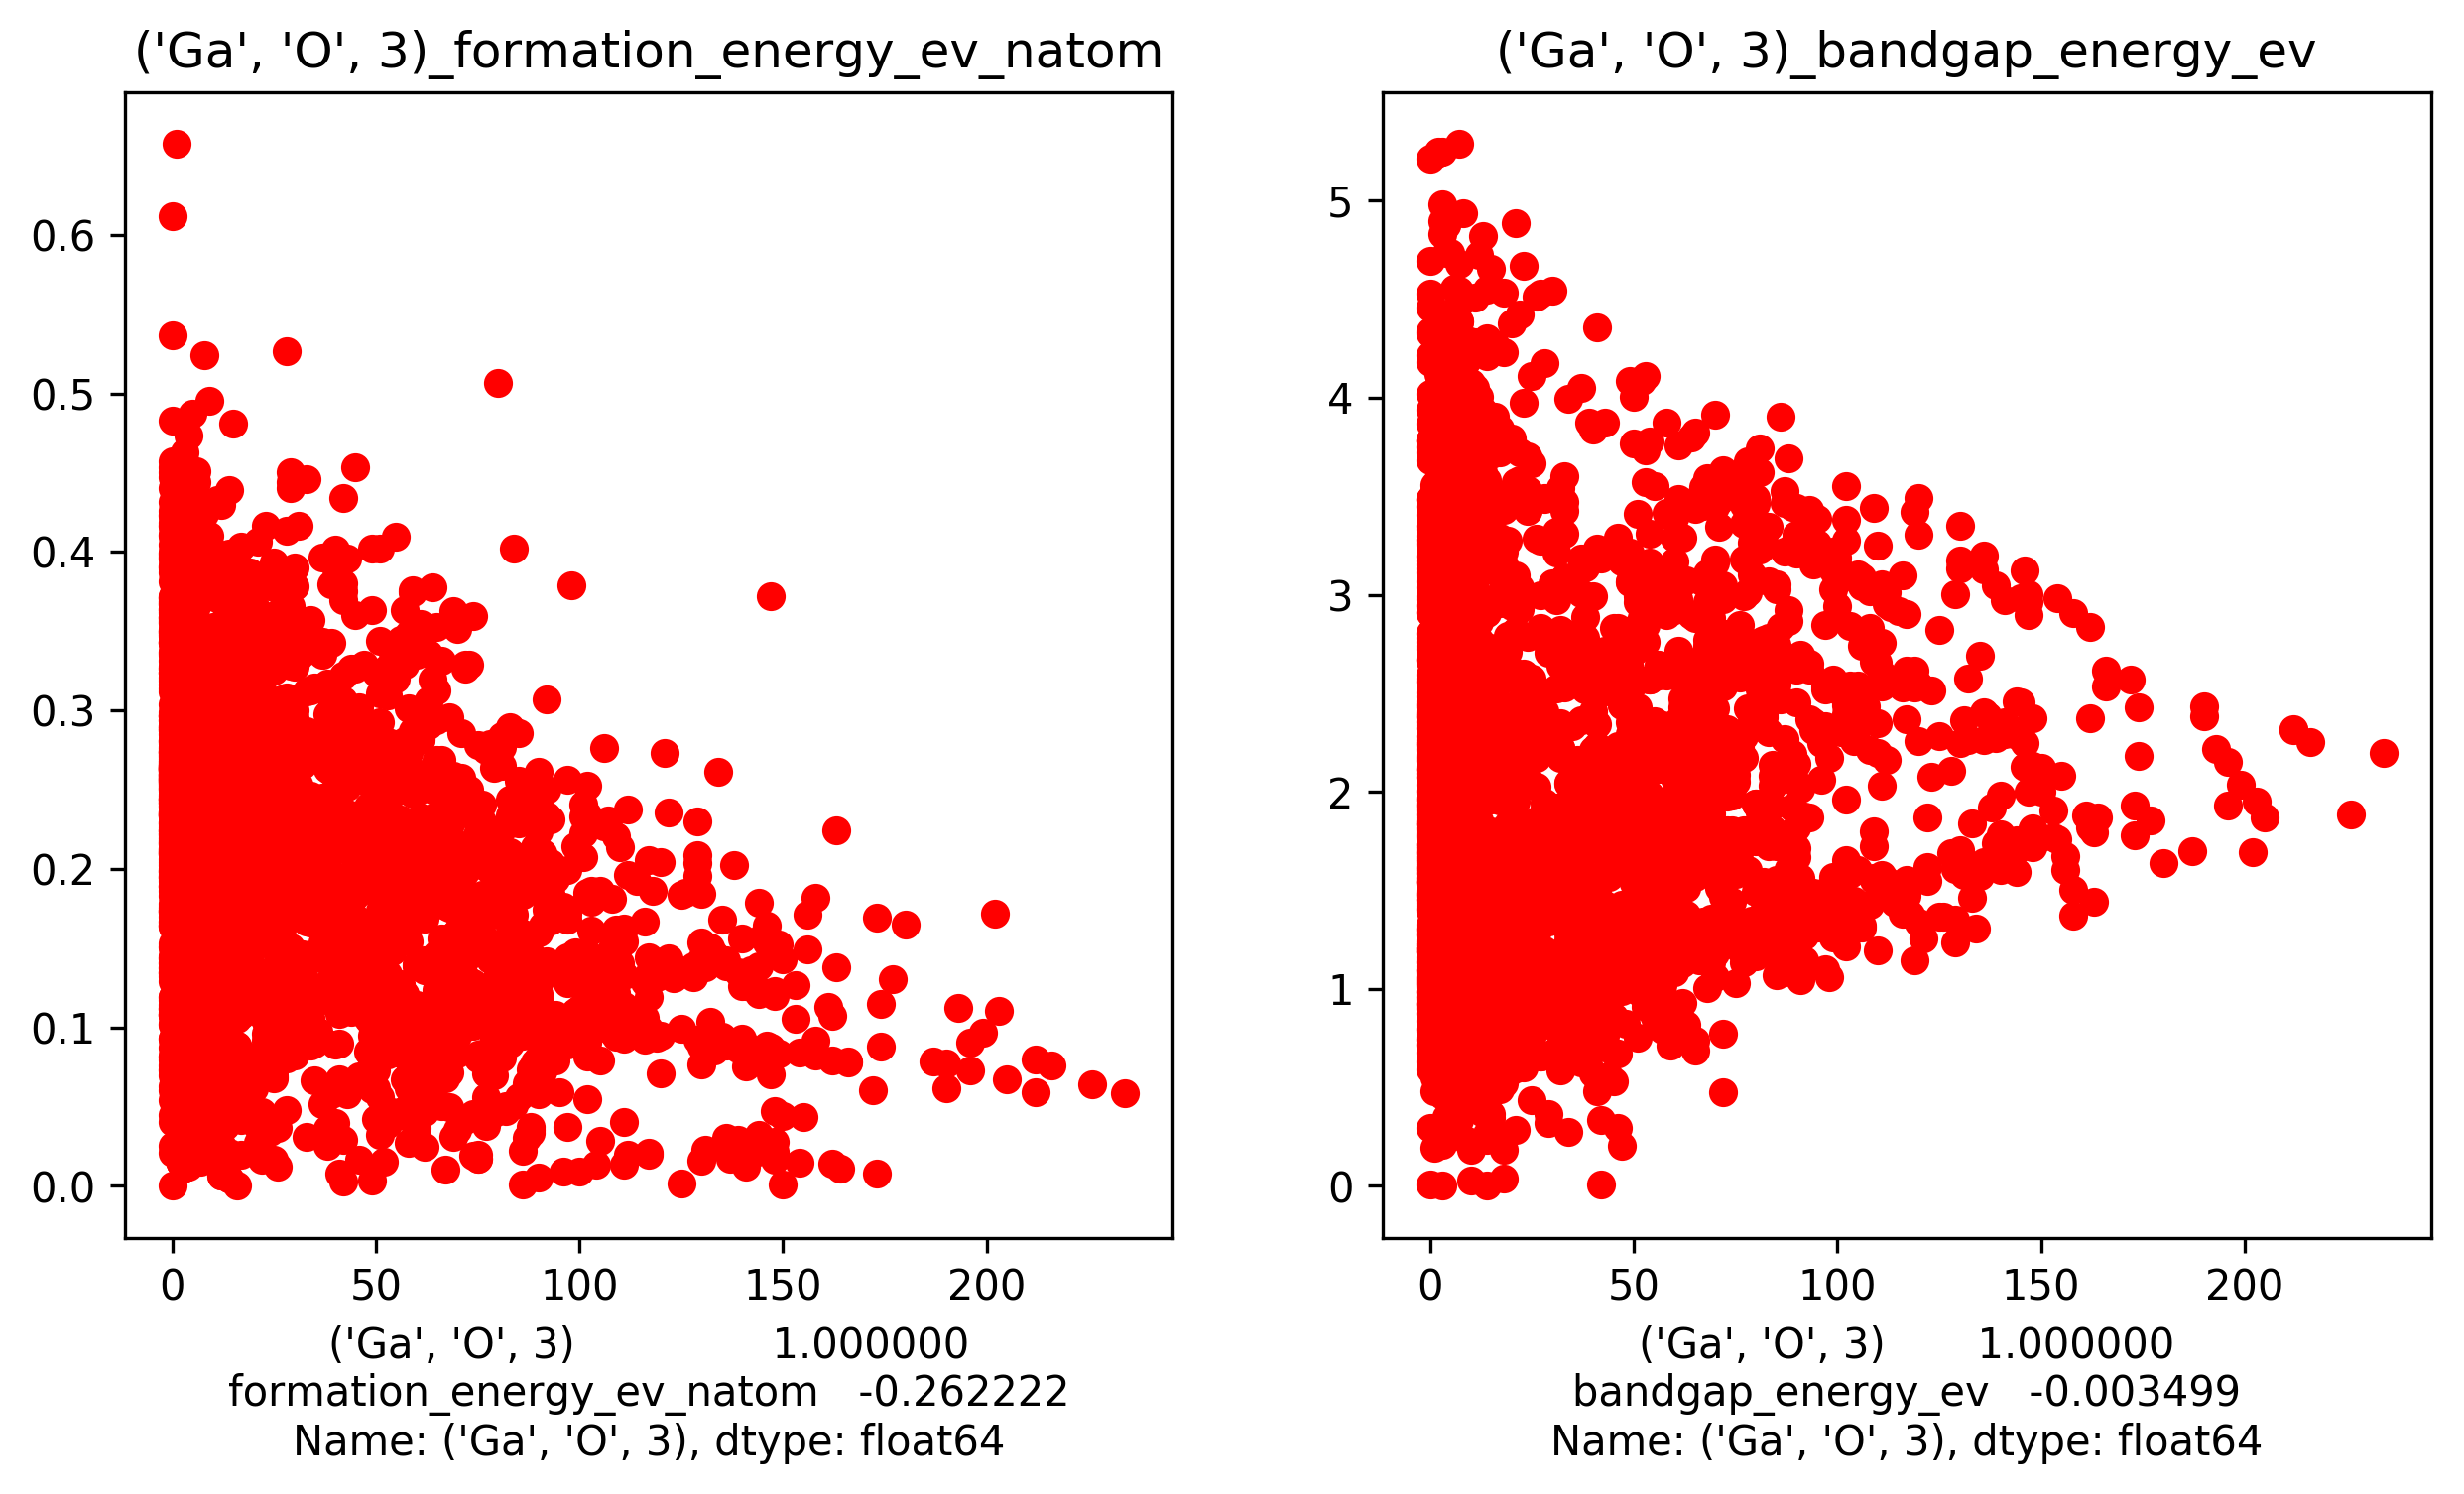 ('Ga', 'O', 3)_formation_energy_ev_natom
0.6
0.5
0.4
0.3
0.2
0.1
0.0
0 50 100 150 200
('Ga', 'O', 3) 1.000000
formation_energy_ev_natom -0.262222
Name: ('Ga', 'O', 3), dtype: float64
('Ga', 'O', 3)_bandgap_energy_ev
5
4
3
2
1
0
0 50 100 150 200
('Ga', 'O', 3) 1.000000
bandgap_energy_ev -0.003499
Name: ('Ga', 'O', 3), dtype: float64